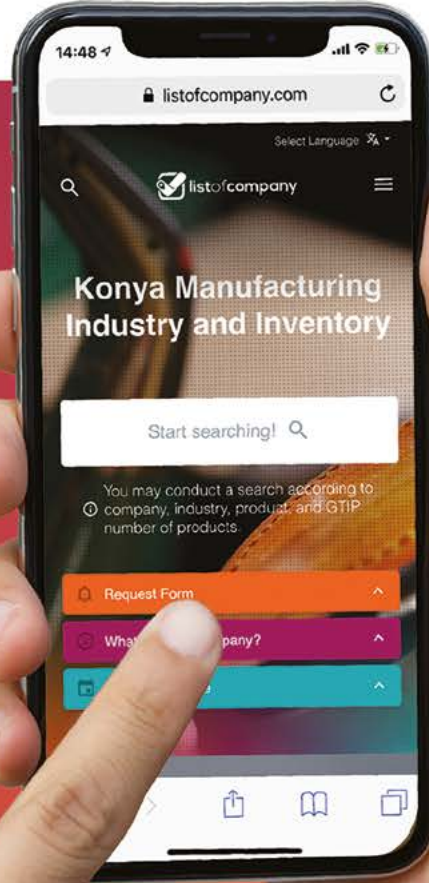 14:48
listofcompany.com
Select Language
listofcompany
Konya Manufacturing
Industry and Inventory
Start searching!
You may conduct a search according to
company, industry, product, and GTIP
number of products.
Request Form
pany?